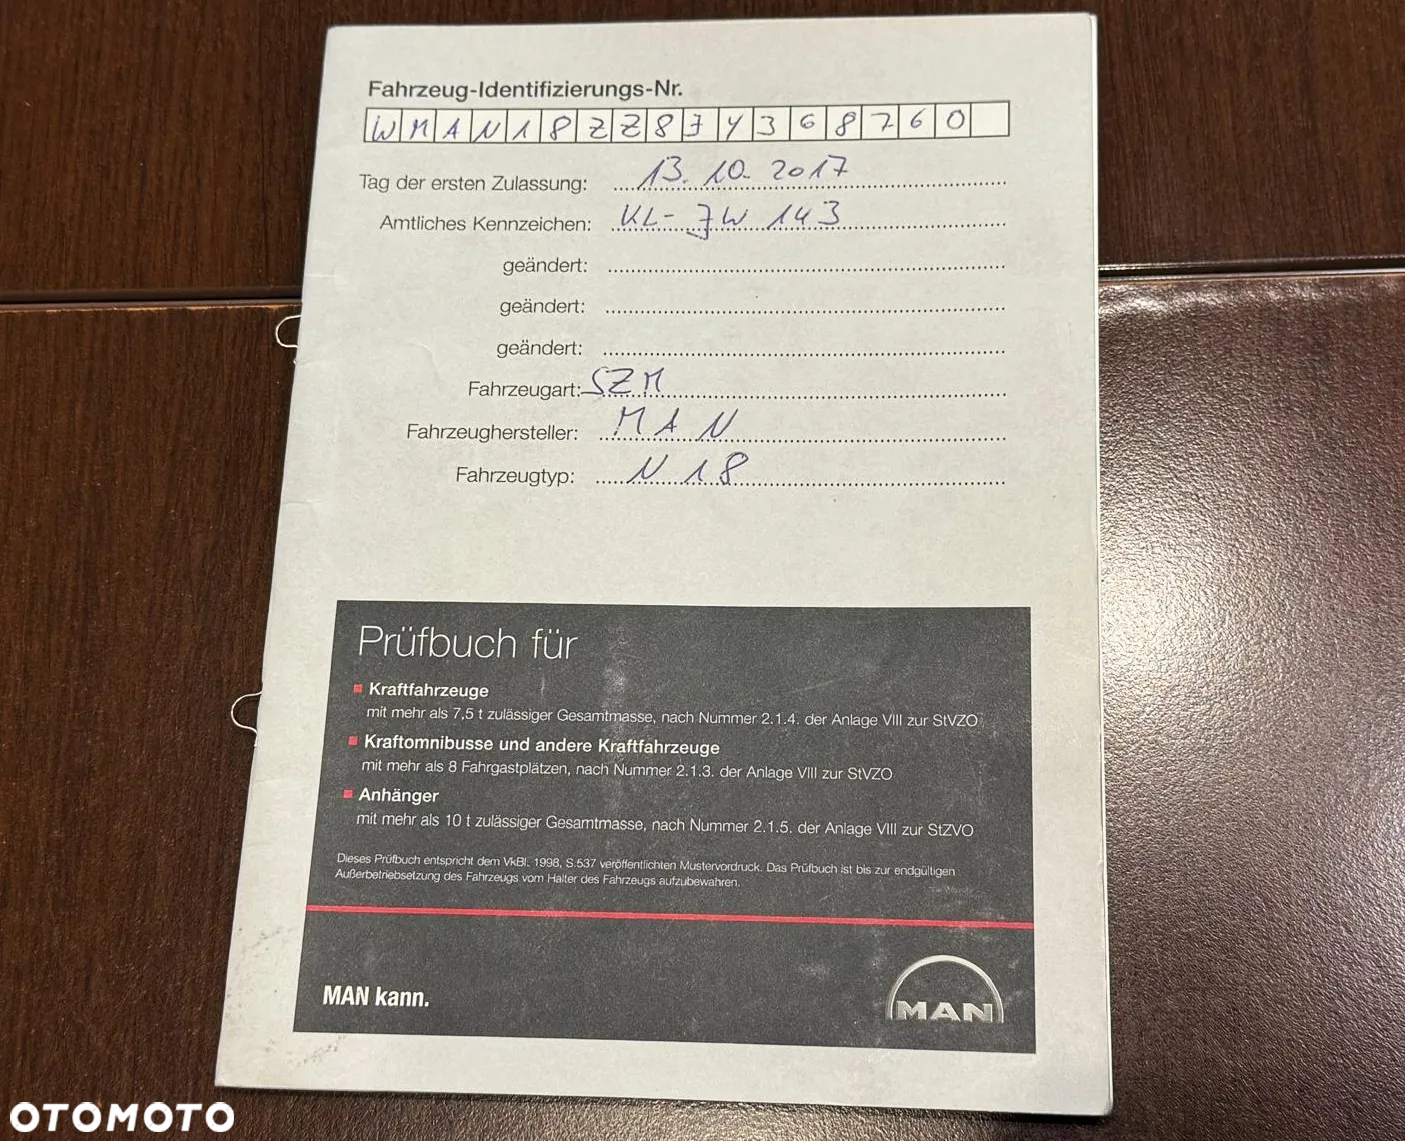 Fahrzeug-Identifizierungs-Nr.
WMAN18ZZ8JY368760
Tag der ersten Zulassung: 13.10.2017
Amtliches Kennzeichen: KL-JW 143
geändert:
geändert:
geändert:
Fahrzeugart: SZM
Fahrzeughersteller: MAN
Fahrzeugtyp: N18
Prüfbuch für
Kraftfahrzeuge
mit mehr als 7,5 t zulässiger Gesamtmasse, nach Nummer 2.1.4. der Anlage VIII zur StVZO
Kraftomnibusse und andere Kraftfahrzeuge
mit mehr als 8 Fahrgastplätzen, nach Nummer 2.1.3. der Anlage VIII zur StVZO
Anhänger
mit mehr als 10 t zulässiger Gesamtmasse, nach Nummer 2.1.5. der Anlage VIII zur StZVO
Dieses Prüfbuch entspricht dem VkBl. 1998, S.537 veröffentlichten Mustervordruck. Das Prüfbuch ist bis zur endgültigen
Außerbetriebsetzung des Fahrzeugs vom Halter des Fahrzeugs aufzubewahren.
MAN kann.
MAN
OTOMOTO